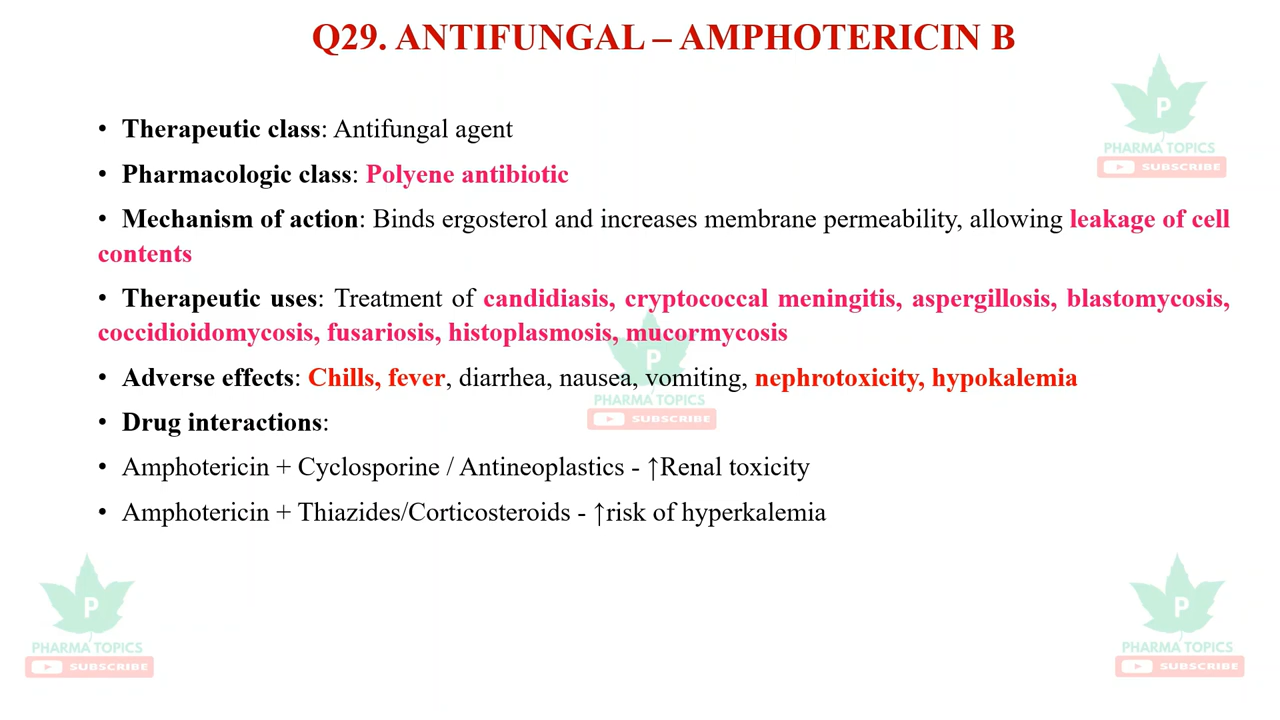 Q29. ANTIFUNGAL – AMPHOTERICIN B
P
PHARMA TOPICS
SUBSCRIBE
• Therapeutic class: Antifungal agent
• Pharmacologic class: Polyene antibiotic
• Mechanism of action: Binds ergosterol and increases membrane permeability, allowing leakage of cell
contents
• Therapeutic uses: Treatment of candidiasis, cryptococcal meningitis, aspergillosis, blastomycosis,
coccidioidomycosis, fusariosis, histoplasmosis, mucormycosis
P
• Adverse effects: Chills, fever, diarrhea, nausea, vomiting, nephrotoxicity, hypokalemia
PHARMA TOPICS
SUBSCRIBE
• Drug interactions:
• Amphotericin + Cyclosporine / Antineoplastics - ↑Renal toxicity
• Amphotericin + Thiazides/Corticosteroids - ↑risk of hyperkalemia
P
PHARMA TOPICS
SUBSCRIBE
P
PHARMA TOPICS
SUBSCRIBE